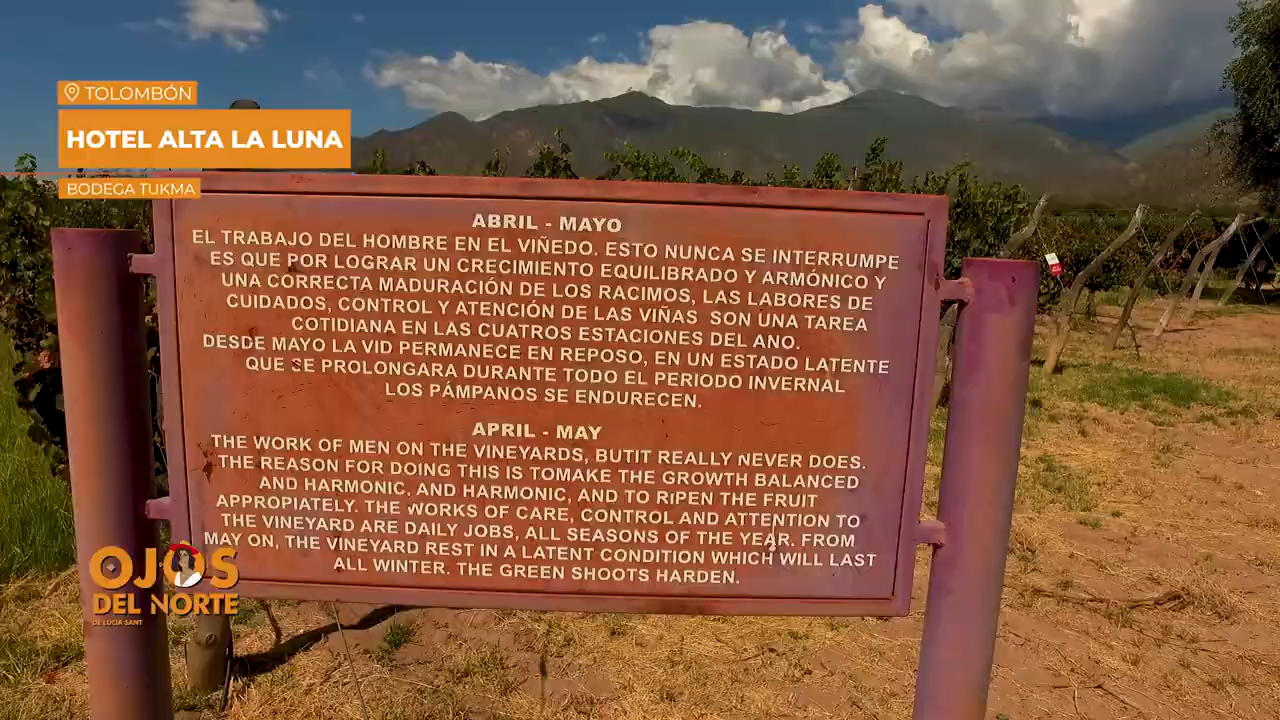 TOLOMBÓN
HOTEL ALTA LA LUNA
BODEGA TUKMA
ABRIL - MAYO
EL TRABAJO DEL HOMBRE EN EL VIÑEDO. ESTO NUNCA SE INTERRUMPE
ES QUE POR LOGRAR UN CRECIMIENTO EQUILIBRADO Y ARMÓNICO Y
UNA CORRECTA MADURACIÓN DE LOS RACIMOS, LAS LABORES DE
CUIDADOS, CONTROL Y ATENCIÓN DE LAS VIÑAS SON UNA TAREA
COTIDIANA EN LAS CUATROS ESTACIONES DEL ANO.
DESDE MAYO LA VID PERMANECE EN REPOSO, EN UN ESTADO LATENTE
QUE SE PROLONGARA DURANTE TODO EL PERIODO INVERNAL
LOS PÁMPANOS SE ENDURECEN.
APRIL - MAY
THE WORK OF MEN ON THE VINEYARDS, BUTIT REALLY NEVER DOES.
THE REASON FOR DOING THIS IS TOMAKE THE GROWTH BALANCED
AND HARMONIC. AND HARMONIC, AND TO RIPEN THE FRUIT
APPROPIATELY. THE WORKS OF CARE, CONTROL AND ATTENTION TO
THE VINEYARD ARE DAILY JOBS, ALL SEASONS OF THE YEAR. FROM
MAY ON, THE VINEYARD REST IN A LATENT CONDITION WHICH WILL LAST
ALL WINTER. THE GREEN SHOOTS HARDEN.
OJOS
DEL NORTE
DE LUCIA SANT